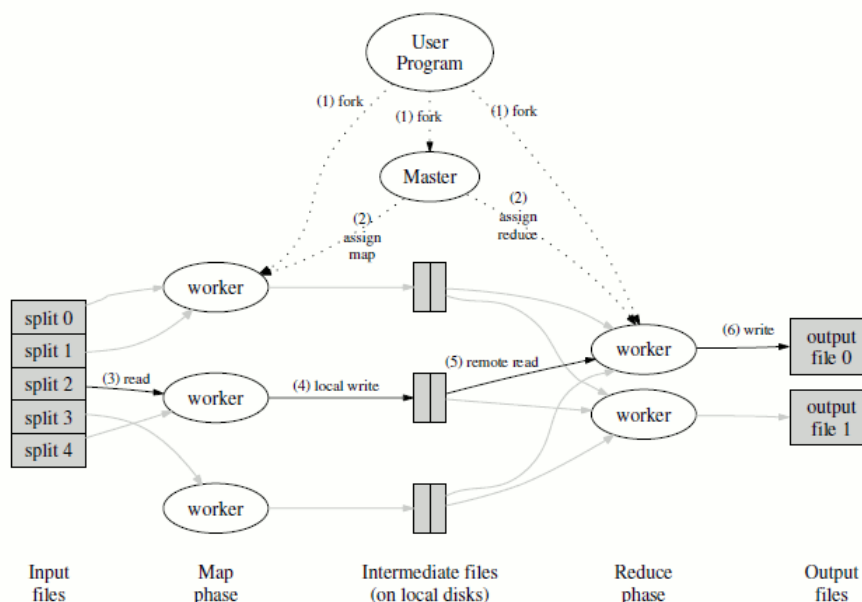 User
Program
(1) fork
(1) fork
(1) fork
Master
(2)
assign
map
(2)
assign
reduce
worker
split 0
split 1
split 2
split 3
split 4
(3) read
worker
(4) local write
(5) remote read
worker
(6) write
output
file 0
worker
output
file 1
worker
Input
files
Map
phase
Intermediate files
(on local disks)
Reduce
phase
Output
files